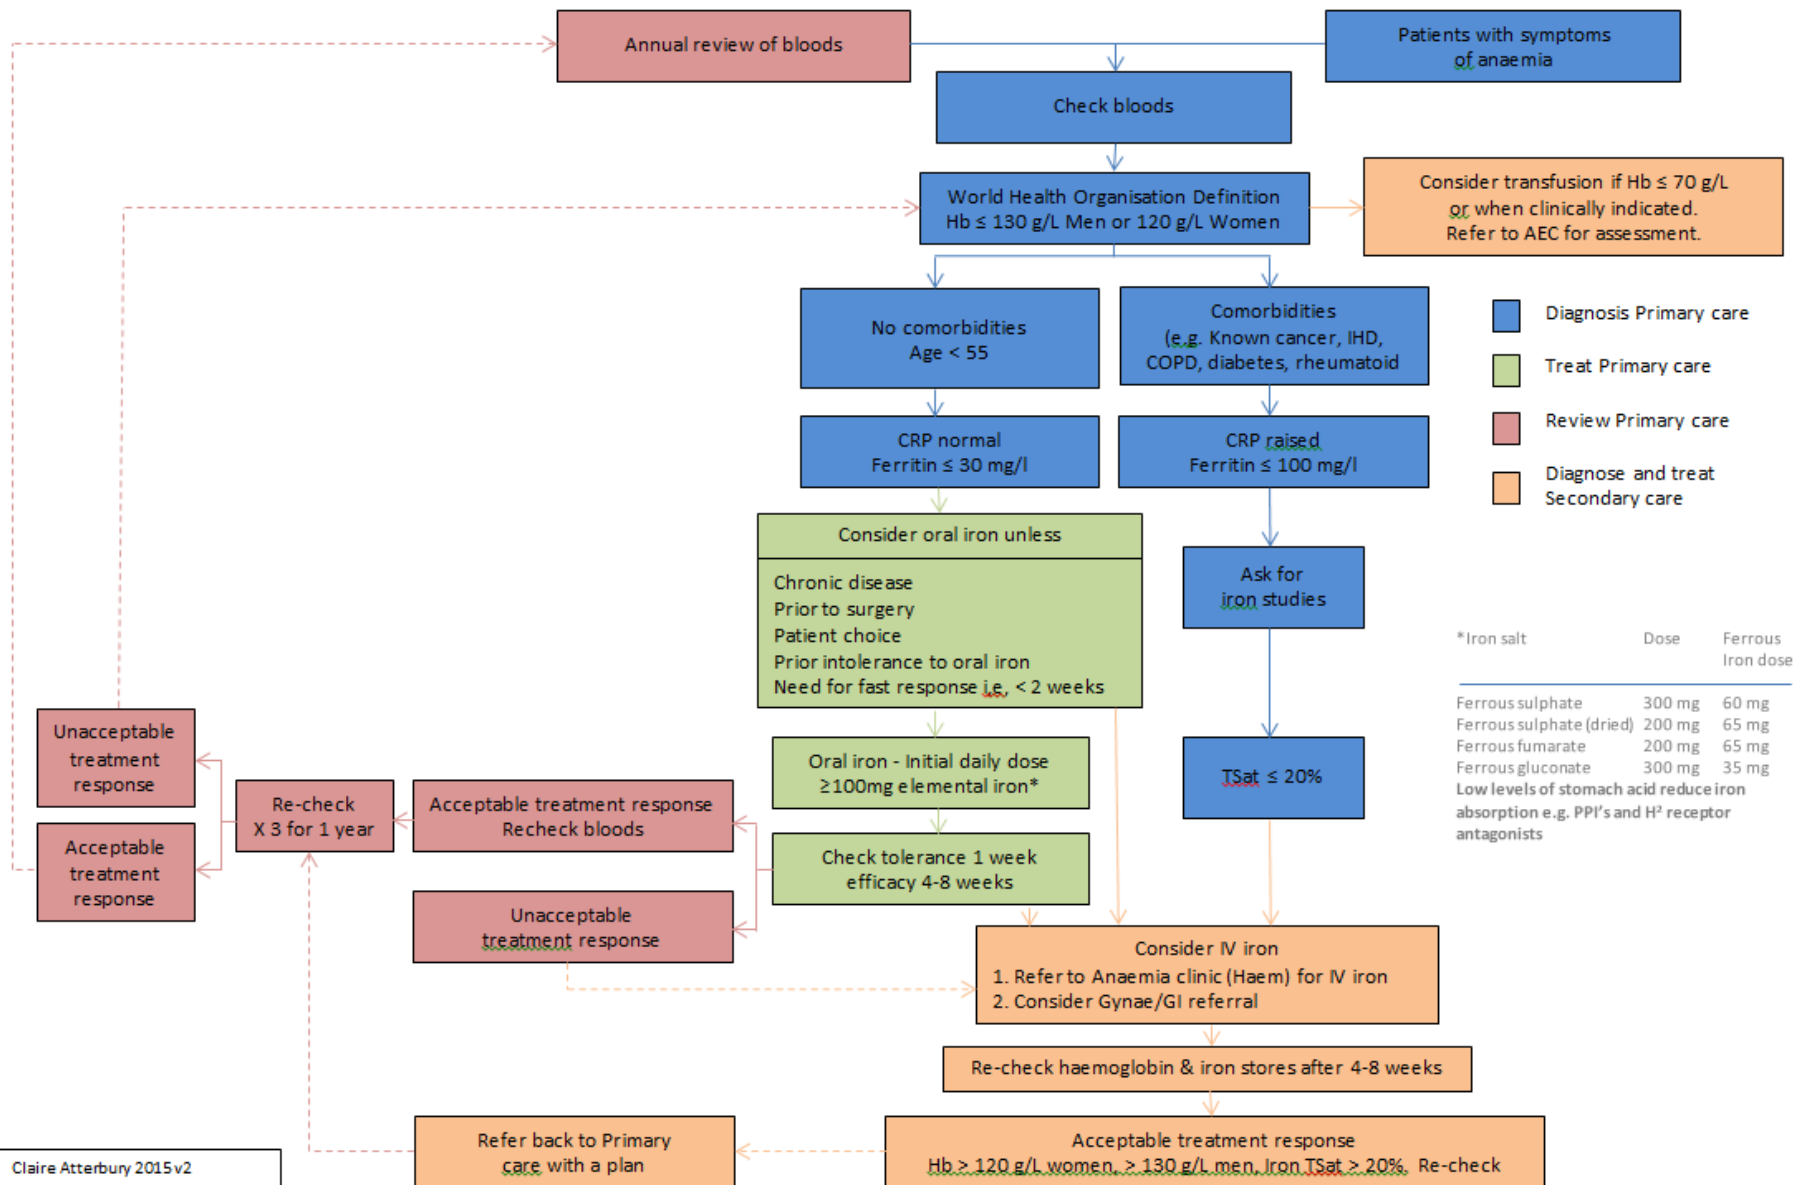 Annual review of bloods
Patients with symptoms
of anaemia
Check bloods
World Health Organisation Definition
Hb ≤ 130 g/L Men or 120 g/L Women
Consider transfusion if Hb ≤ 70 g/L
or when clinically indicated.
Refer to AEC for assessment.
No comorbidities
Age < 55
Comorbidities
(e.g. Known cancer, IHD,
COPD, diabetes, rheumatoid
Diagnosis Primary care
Treat Primary care
Review Primary care
Diagnose and treat
Secondary care
CRP normal
Ferritin ≤ 30 mg/l
CRP raised
Ferritin ≤ 100 mg/l
Consider oral iron unless
Chronic disease
Prior to surgery
Patient choice
Prior intolerance to oral iron
Need for fast response i.e, < 2 weeks
Ask for
iron studies
*Iron salt Dose Ferrous
Iron dose
Ferrous sulphate 300 mg 60 mg
Ferrous sulphate (dried) 200 mg 65 mg
Ferrous fumarate 200 mg 65 mg
Ferrous gluconate 300 mg 35 mg
Low levels of stomach acid reduce iron
absorption e.g. PPI's and H² receptor
antagonists
TSat ≤ 20%
Oral iron - Initial daily dose
≥100mg elemental iron*
Check tolerance 1 week
efficacy 4-8 weeks
Acceptable treatment response
Recheck bloods
Unacceptable
treatment response
Re-check
X 3 for 1 year
Unacceptable
treatment
response
Acceptable
treatment
response
Consider IV iron
1. Refer to Anaemia clinic (Haem) for IV iron
2. Consider Gynae/GI referral
Re-check haemoglobin & iron stores after 4-8 weeks
Acceptable treatment response
Hb > 120 g/L women, > 130 g/L men, Iron TSat > 20%. Re-check
Refer back to Primary
care with a plan
Claire Atterbury 2015 v2